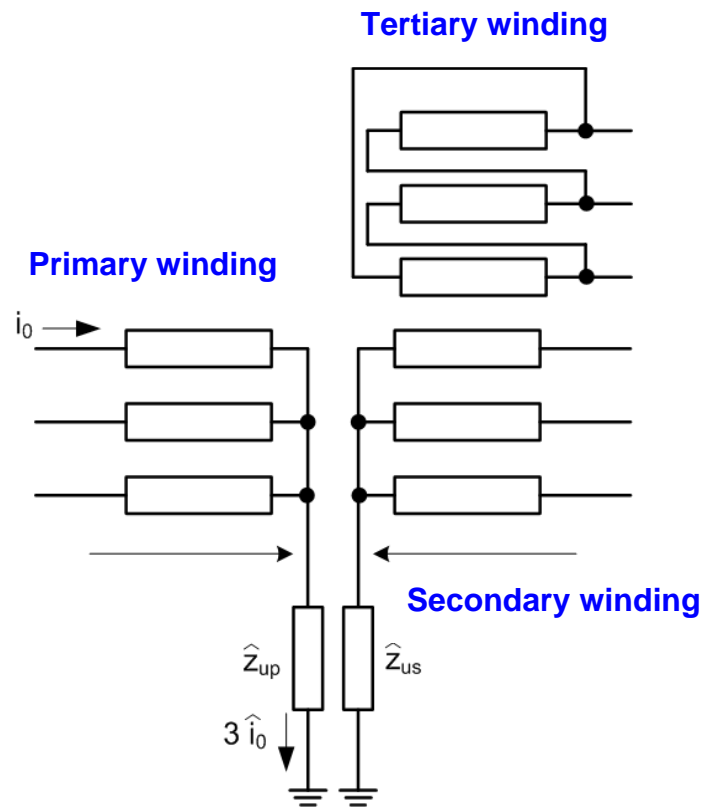 Tertiary winding
Primary winding
i₀
Secondary winding
ẑup
ẑus
3 î₀